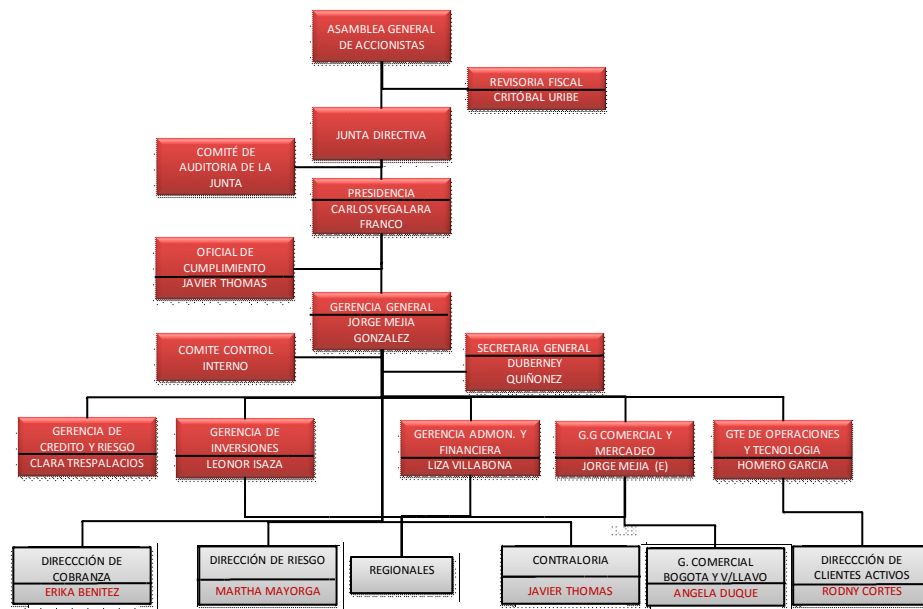 ASAMBLEA GENERAL
DE ACCIONISTAS
REVISORIA FISCAL
CRITÓBAL URIBE
JUNTA DIRECTIVA
COMITÉ DE
AUDITORIA DE LA
JUNTA
PRESIDENCIA
CARLOS VEGALARA
FRANCO
OFICIAL DE
CUMPLIMIENTO
JAVIER THOMAS
GERENCIA GENERAL
JORGE MEJIA
GONZALEZ
COMITE CONTROL
INTERNO
SECRETARIA GENERAL
DUBERNEY
QUIÑONEZ
GERENCIA DE
CREDITO Y RIESGO
CLARA TRESPALACIOS
GERENCIA DE
INVERSIONES
LEONOR ISAZA
GERENCIA ADMON. Y
FINANCIERA
LIZA VILLABONA
G.G COMERCIAL Y
MERCADEO
JORGE MEJIA (E)
GTE DE OPERACIONES
Y TECNOLOGIA
HOMERO GARCIA
DIRECCCIÓN DE
COBRANZA
ERIKA BENITEZ
DIRECCIÓN DE RIESGO
MARTHA MAYORGA
REGIONALES
CONTRALORIA
JAVIER THOMAS
G. COMERCIAL
BOGOTA Y V/LLAVO
ANGELA DUQUE
DIRECCCIÓN DE
CLIENTES ACTIVOS
RODNY CORTES